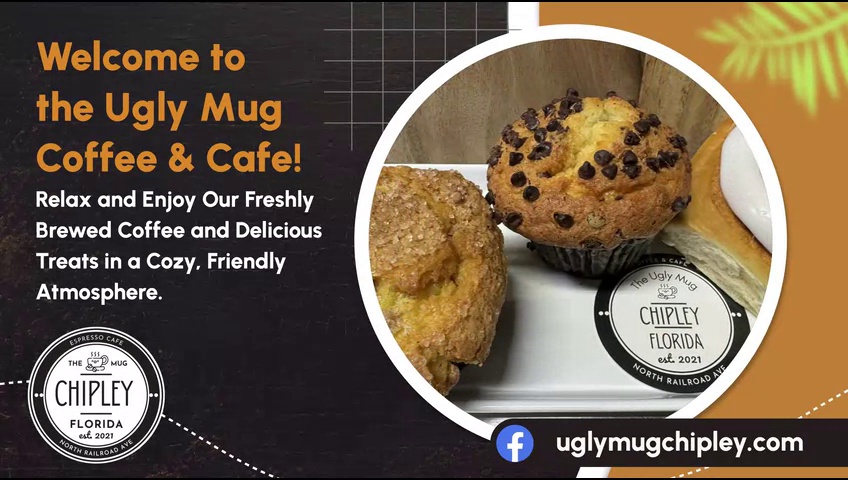 Welcome to
the Ugly Mug
Coffee & Cafe!
Relax and Enjoy Our Freshly
Brewed Coffee and Delicious
Treats in a Cozy, Friendly
Atmosphere.
ESPRESSO CAFE
THE MUG
CHIPLEY
FLORIDA
est. 2021
NORTH RAILROAD AVE
& CAFE
The Ugly Mug
CHIPLEY
FLORIDA
est. 2021
NORTH RAILROAD AVE
uglymugchipley.com